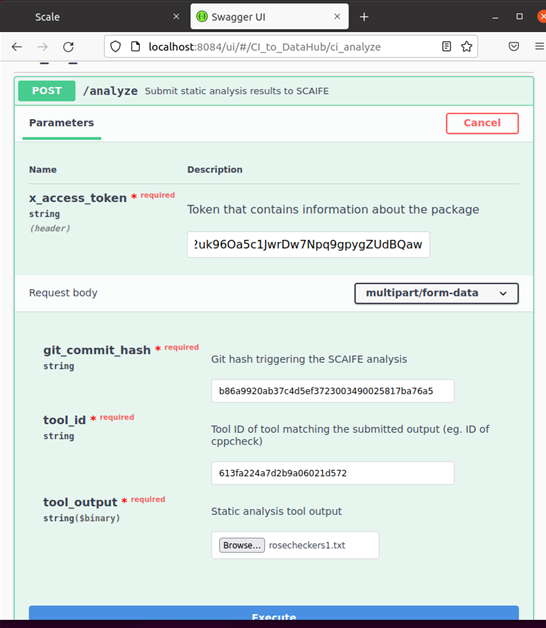 Scale
Swagger UI
localhost:8084/ui/#/CI_to_DataHub/ci_analyze
POST /analyze Submit static analysis results to SCAIFE
Parameters
Cancel
Name Description
x_access_token * required
string
(header)
Token that contains information about the package
2uk96Oa5c1JwrDw7Npq9gpygZUdBQaw
Request body
multipart/form-data
git_commit_hash * required
string
Git hash triggering the SCAIFE analysis
b86a9920ab37c4d5ef3723003490025817ba76a5
tool_id * required
string
Tool ID of tool matching the submitted output (eg. ID of
cppcheck)
613fa224a7d2b9a06021d572
tool_output * required
string($binary)
Static analysis tool output
Browse... rosecheckers1.txt
Execute